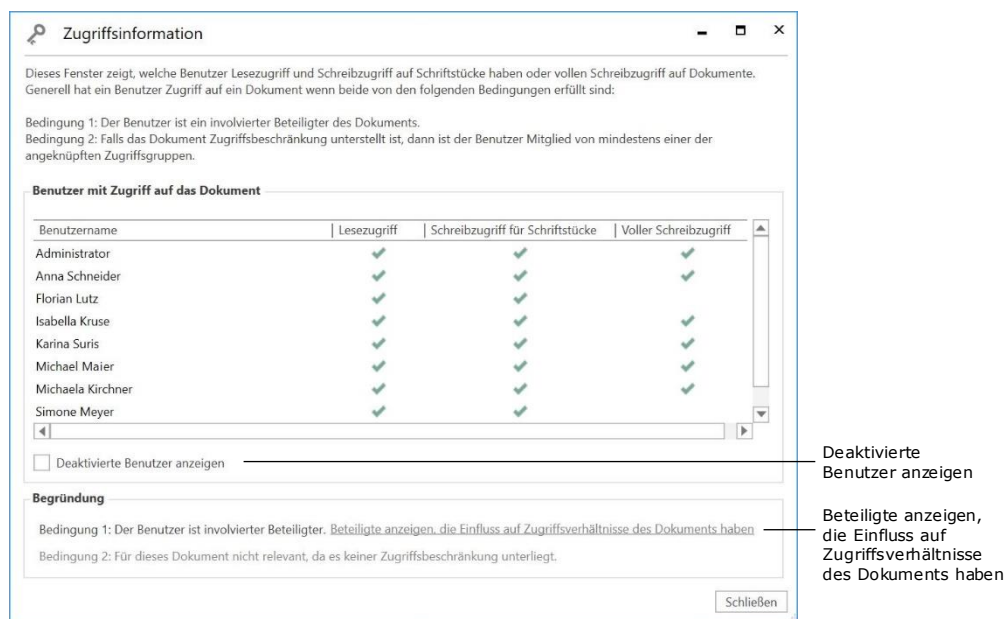 Zugriffsinformation
Dieses Fenster zeigt, welche Benutzer Lesezugriff und Schreibzugriff auf Schriftstücke haben oder vollen Schreibzugriff auf Dokumente.
Generell hat ein Benutzer Zugriff auf ein Dokument wenn beide von den folgenden Bedingungen erfüllt sind:
Bedingung 1: Der Benutzer ist ein involvierter Beteiligter des Dokuments.
Bedingung 2: Falls das Dokument Zugriffsbeschränkung unterstellt ist, dann ist der Benutzer Mitglied von mindestens einer der
angeknüpften Zugriffsgruppen.
Benutzer mit Zugriff auf das Dokument
Benutzername | Lesezugriff | Schreibzugriff für Schriftstücke | Voller Schreibzugriff
Administrator
Anna Schneider
Florian Lutz
Isabella Kruse
Karina Suris
Michael Maier
Michaela Kirchner
Simone Meyer
Deaktivierte Benutzer anzeigen
Begründung
Bedingung 1: Der Benutzer ist involvierter Beteiligter. Beteiligte anzeigen, die Einfluss auf Zugriffsverhältnisse des Dokuments haben
Bedingung 2: Für dieses Dokument nicht relevant, da es keiner Zugriffsbeschränkung unterliegt.
Schließen
Deaktivierte
Benutzer anzeigen
Beteiligte anzeigen,
die Einfluss auf
Zugriffsverhältnisse
des Dokuments haben